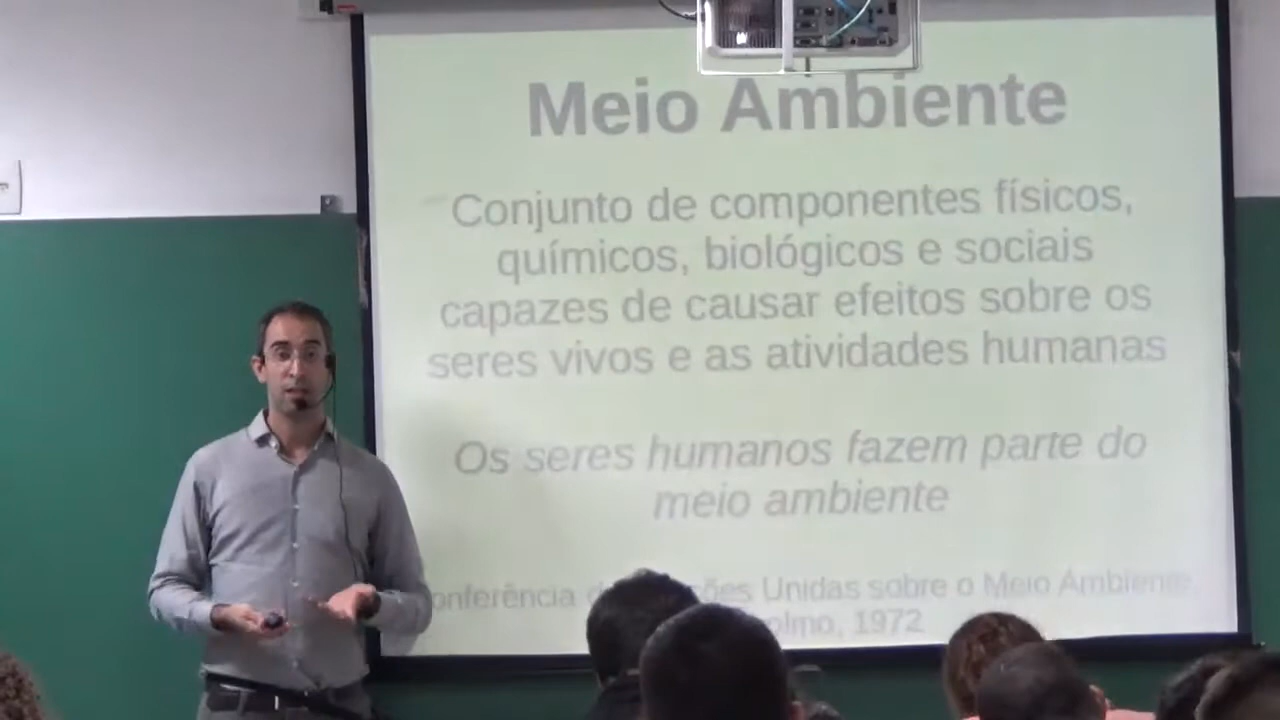 Meio Ambiente
Conjunto de componentes físicos,
químicos, biológicos e sociais
capazes de causar efeitos sobre os
seres vivos e as atividades humanas
Os seres humanos fazem parte do
meio ambiente
Unidas sobre o Meio Ambiente,
1972